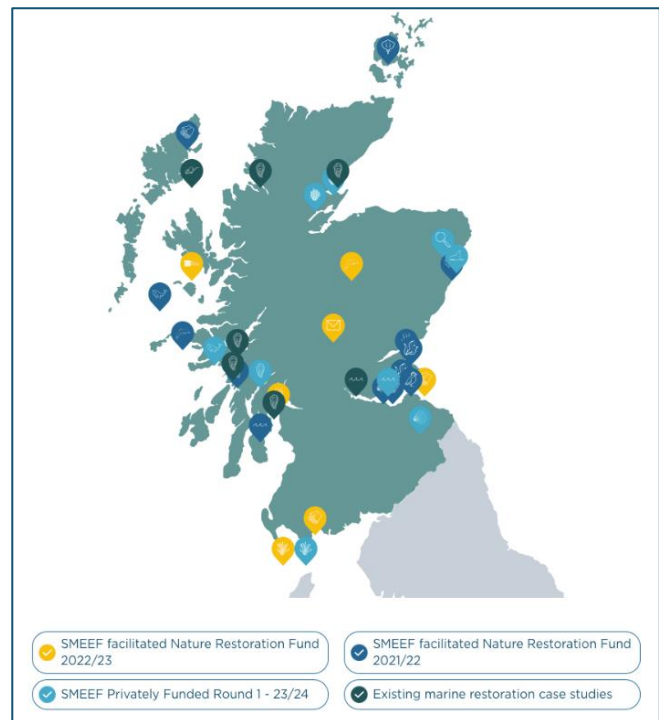 SMEEF facilitated Nature Restoration Fund
2022/23
SMEEF facilitated Nature Restoration Fund
2021/22
SMEEF Privately Funded Round 1 - 23/24
Existing marine restoration case studies